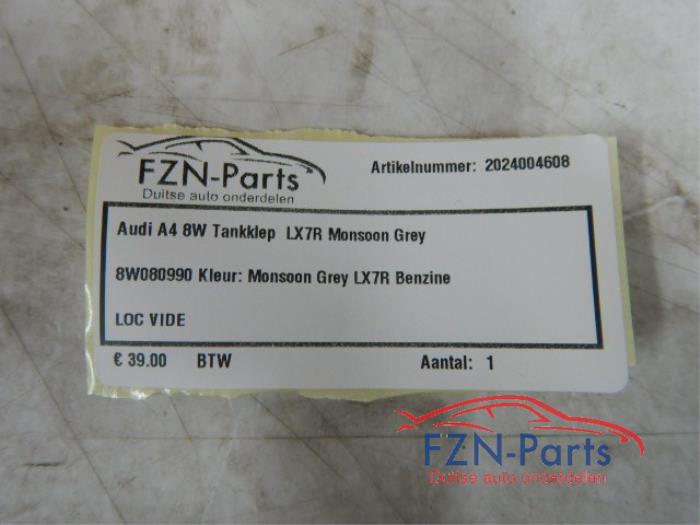 FZN-Parts
Duitse auto onderdelen
Artikelnummer: 2024004608
Audi A4 8W Tankklep LX7R Monsoon Grey
8W080990 Kleur: Monsoon Grey LX7R Benzine
LOC VIDE
€ 39.00 BTW Aantal: 1
FZN-Parts
Duitse auto onderdelen